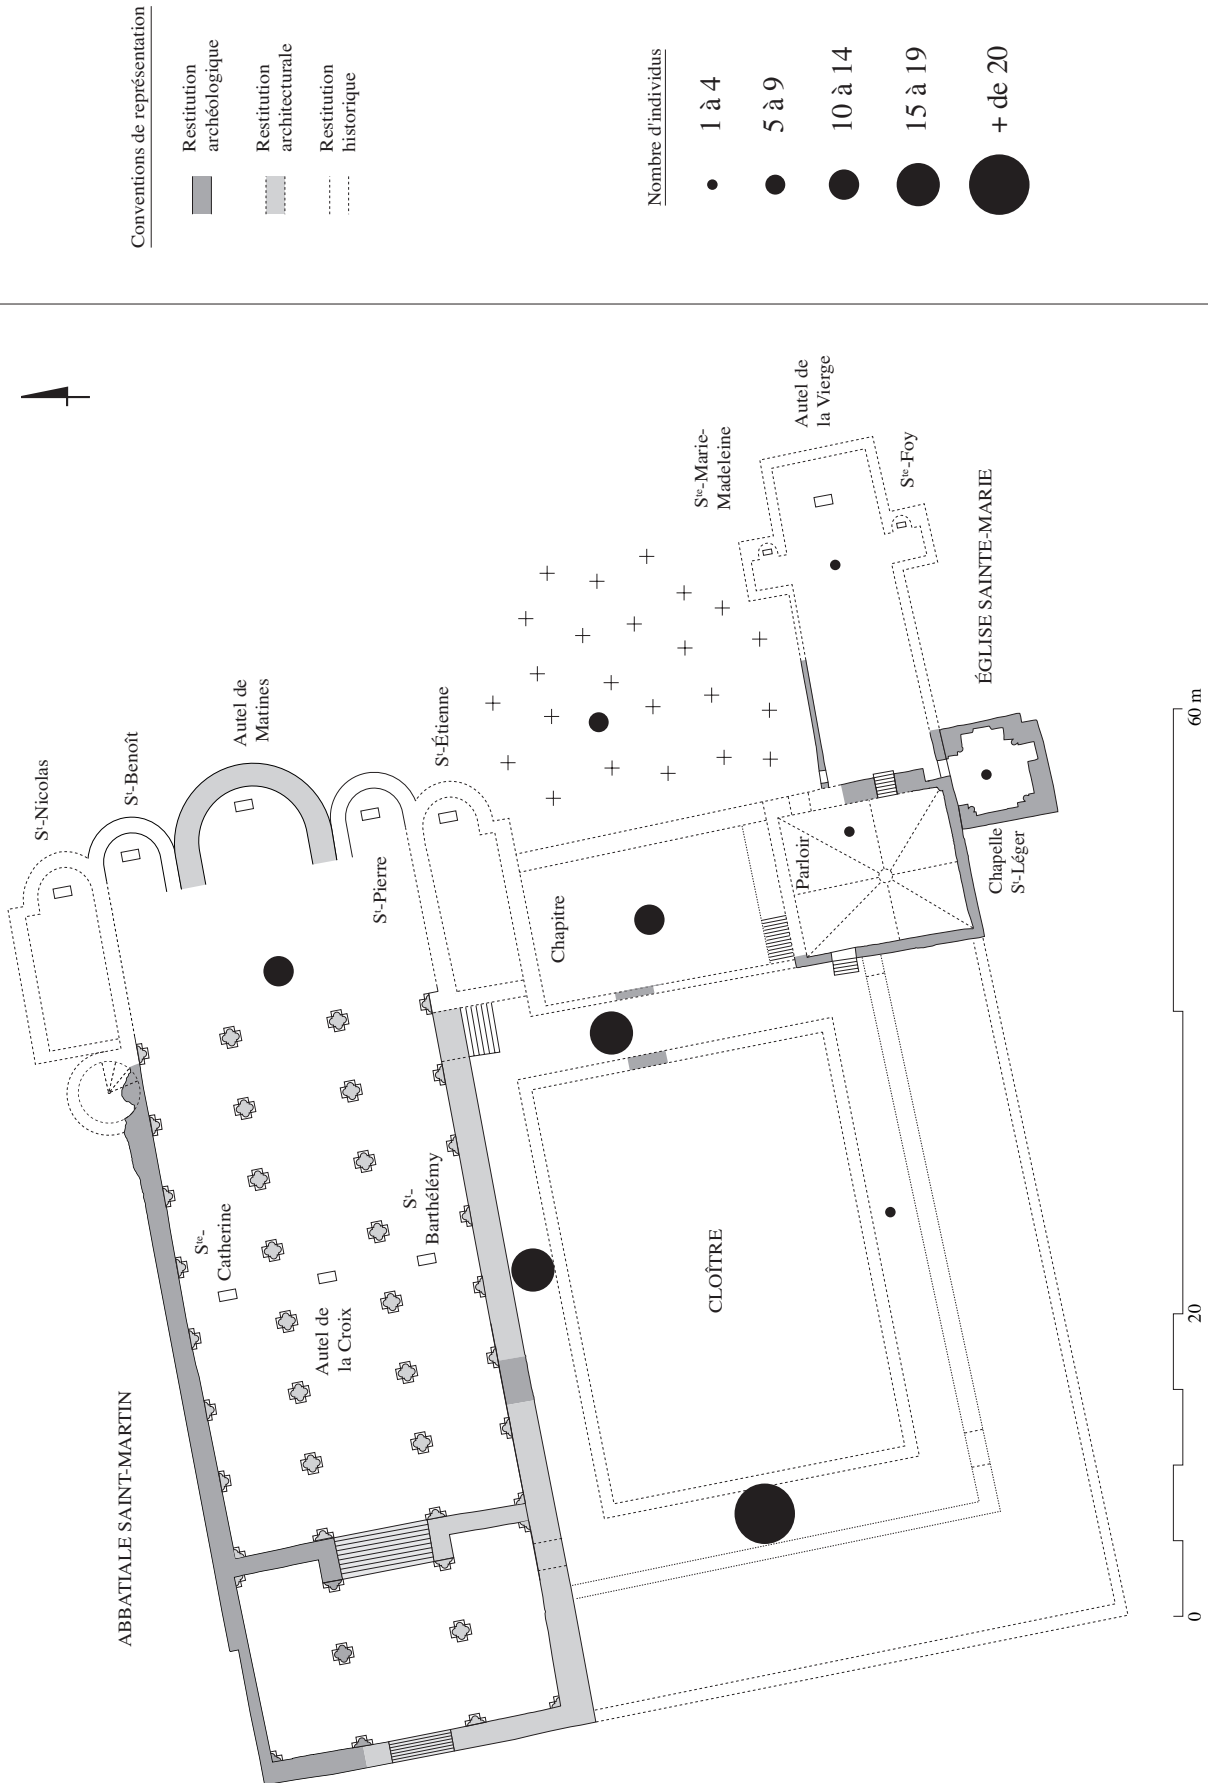 Conventions de représentation
Restitution
archéologique
Restitution
architecturale
Restitution
historique
Nombre d'individus
1 à 4
5 à 9
10 à 14
15 à 19
+ de 20
ABBATIALE SAINT-MARTIN
St-Nicolas
St-Benoît
Autel de
Matines
St-Pierre
St-Étienne
Ste-
Catherine
Autel de
la Croix
St-
Barthélémy
Chapitre
Parloir
CLOÎTRE
Chapelle
St-Léger
ÉGLISE SAINTE-MARIE
Ste-Marie-
Madeleine
Autel de
la Vierge
Ste-Foy
0
20
60 m